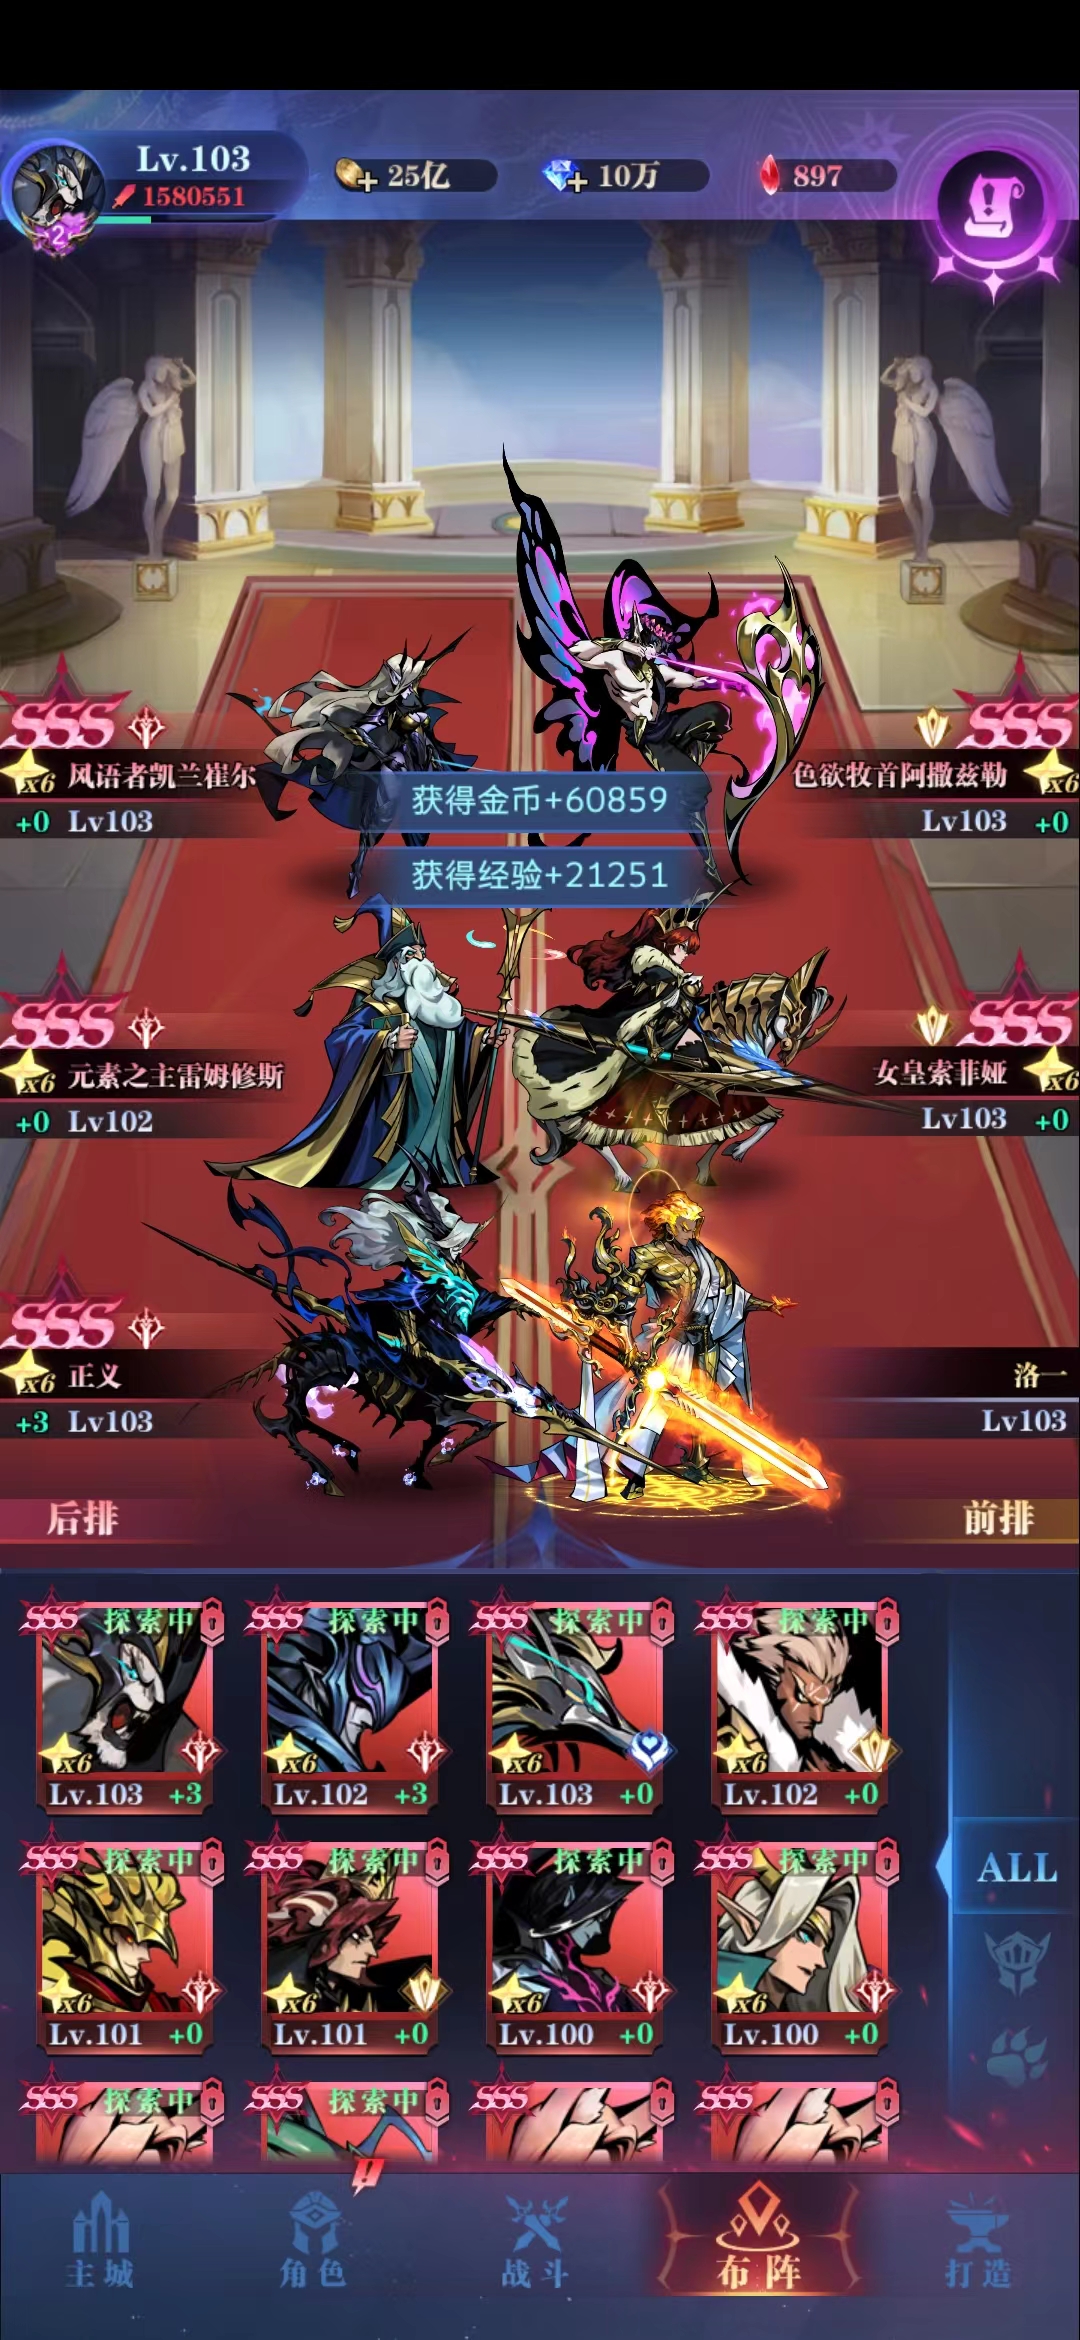 Lv.103
1580551
2
25亿
10万
897
SSS
SSS
x6 风语者凯兰崔尔
色欲牧首阿撒兹勒 x6
+0 Lv103
Lv103 +0
获得金币+60859
获得经验+21251
SSS
SSS
x6 元素之主雷姆修斯
女皇索菲娅 x6
+0 Lv102
Lv103 +0
SSS
x6 正义
洛一
+3 Lv103
Lv103
后排
前排
SSS 探索中 SSS 探索中 SSS 探索中 SSS 探索中
x6 x6 x6 x6
Lv.103 +3 Lv.102 +3 Lv.103 +0 Lv.102 +0
ALL
SSS 探索中 SSS 探索中 SSS 探索中 SSS 探索中
x6 x6 x6 x6
Lv.101 +0 Lv.101 +0 Lv.100 +0 Lv.100 +0
SSS 探索中 SSS 探索中 SSS SSS
主城 角色 战斗 布阵 打造